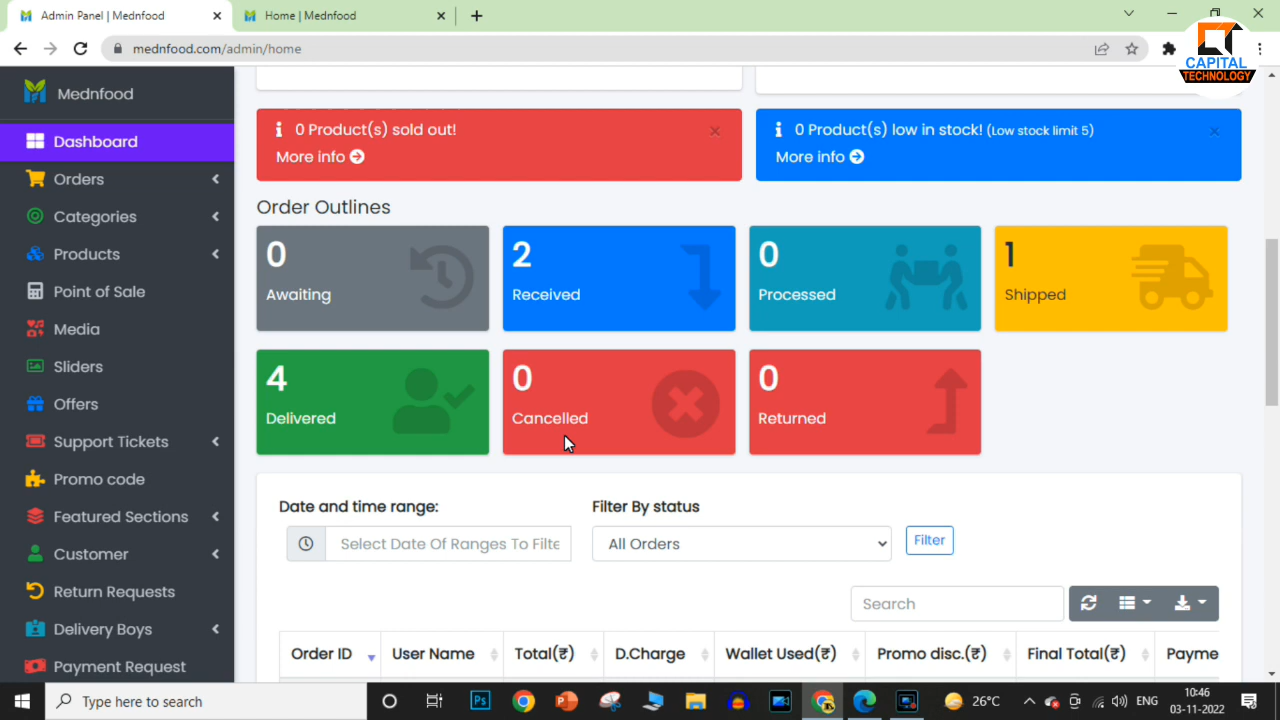 Admin Panel | Mednfood
Home | Mednfood
mednfood.com/admin/home
CAPITAL
TECHNOLOGY
Mednfood
Dashboard
Orders
Categories
Products
Point of Sale
Media
Sliders
Offers
Support Tickets
Promo code
Featured Sections
Customer
Return Requests
Delivery Boys
Payment Request
0 Product(s) sold out!
More info
0 Product(s) low in stock! (Low stock limit 5)
More info
Order Outlines
0
Awaiting
2
Received
0
Processed
1
Shipped
4
Delivered
0
Cancelled
0
Returned
Date and time range:
Filter By status
Select Date Of Ranges To Filte
All Orders
Filter
Search
Order ID
User Name
Total(₹)
D.Charge
Wallet Used(₹)
Promo disc.(₹)
Final Total(₹)
Payme
Type here to search
Ps
26°C
ENG
10:46
03-11-2022